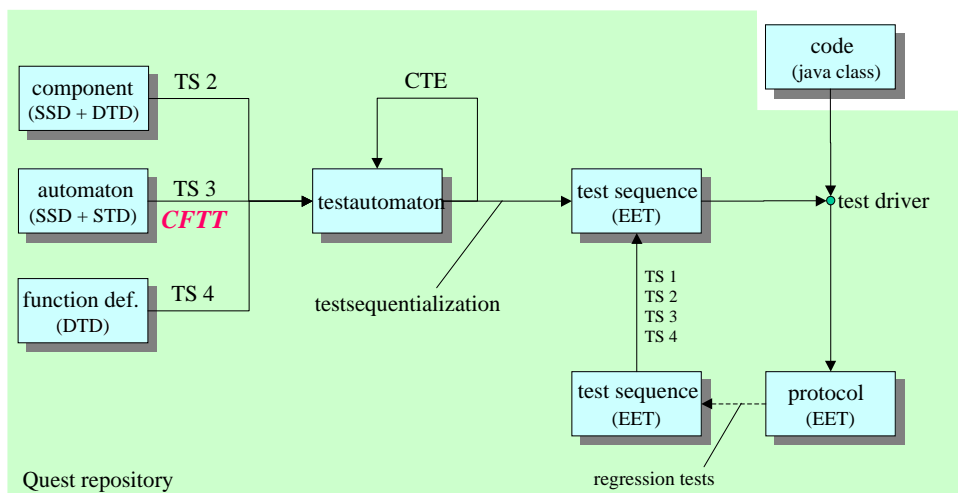 code
(java class)
component
(SSD + DTD)
TS 2
CTE
automaton
(SSD + STD)
TS 3
CFTT
testautomaton
test sequence
(EET)
test driver
function def.
(DTD)
TS 4
testsequentialization
TS 1
TS 2
TS 3
TS 4
test sequence
(EET)
protocol
(EET)
regression tests
Quest repository